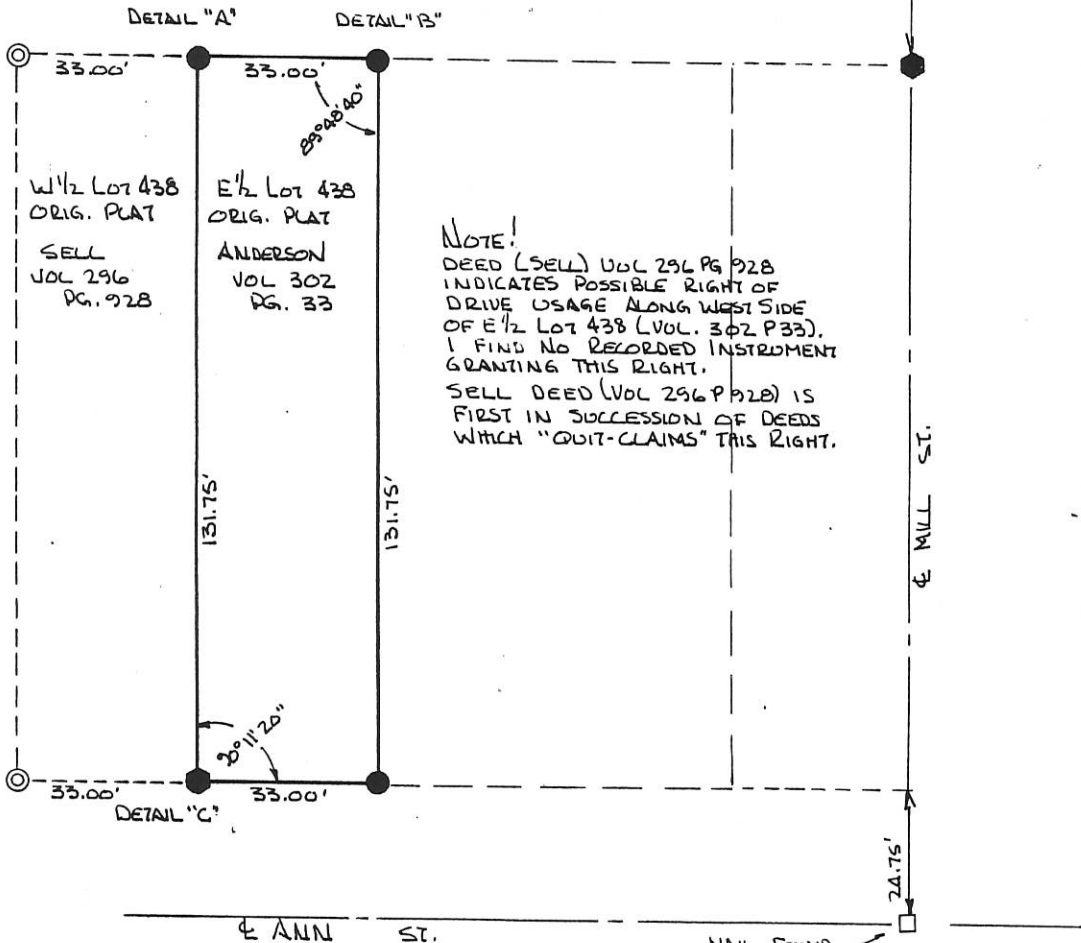 DETAIL "A"
DETAIL "B"
33.00'
33.00'
89°48'40"
W 1/2 LOT 438
ORIG. PLAT
SELL
VOL 296
PG. 928
E 1/2 LOT 438
ORIG. PLAT
ANDERSON
VOL 302
PG. 33
NOTE!
DEED (SELL) VOL 296 PG 928
INDICATES POSSIBLE RIGHT OF
DRIVE USAGE ALONG WEST SIDE
OF E 1/2 LOT 438 (VOL. 302 P33).
I FIND NO RECORDED INSTRUMENT
GRANTING THIS RIGHT.
SELL DEED (VOL 296 P 928) IS
FIRST IN SUCCESSION OF DEEDS
WHICH "QUIT-CLAIMS" THIS RIGHT.
131.75'
131.75'
℄ MILL ST.
90°11'20"
33.00'
33.00'
DETAIL "C"
24.75'
℄ ANN ST.
NAIL FOUND